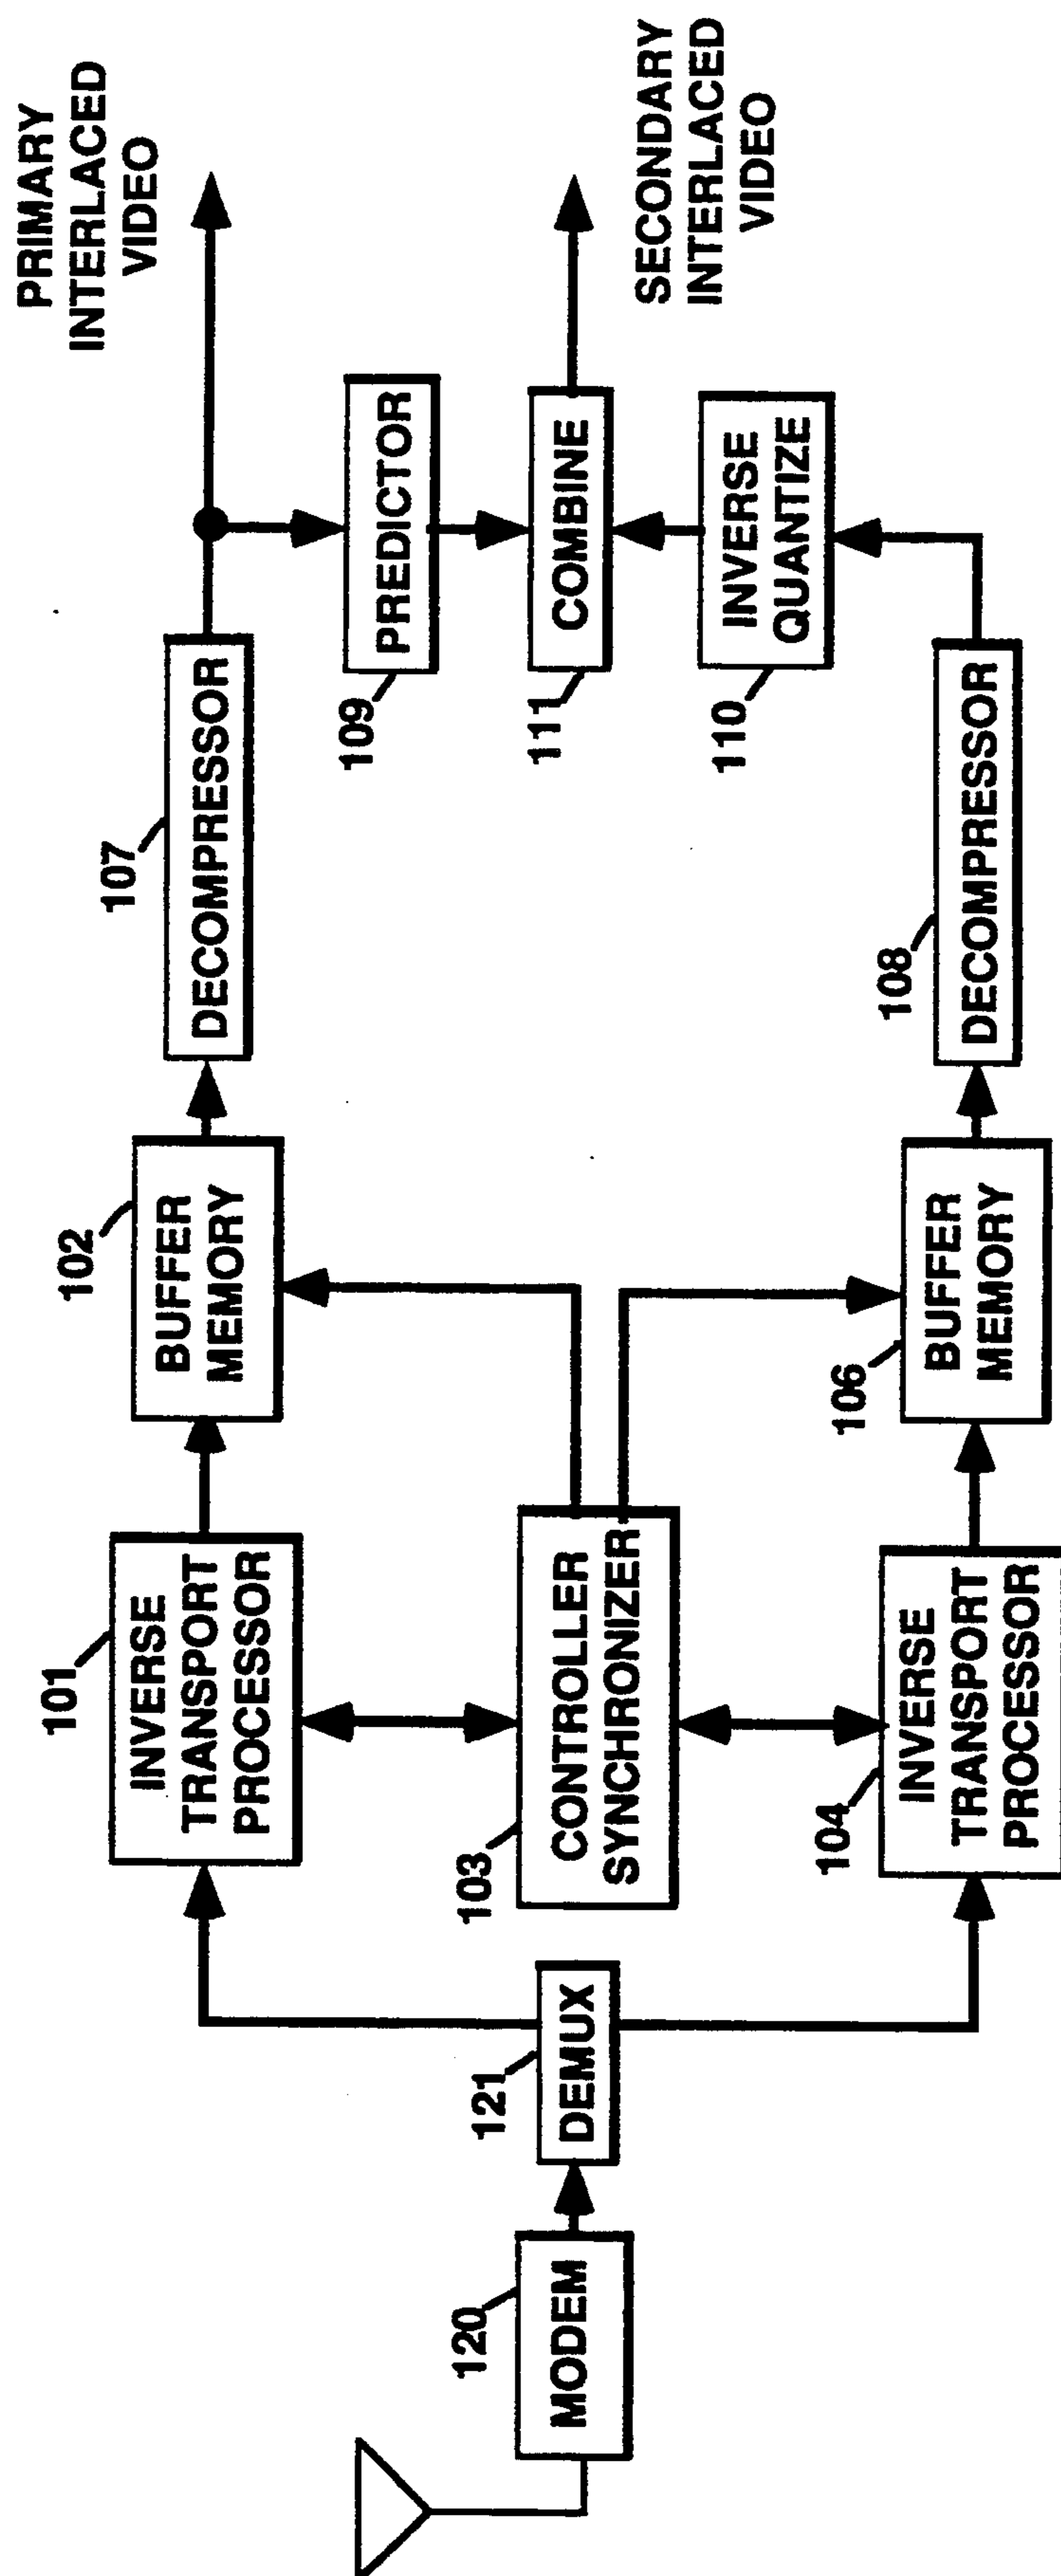 PRIMARY
INTERLACED
VIDEO
SECONDARY
INTERLACED
VIDEO
107
DECOMPRESSOR
109
PREDICTOR
111
COMBINE
110
INVERSE
QUANTIZE
108
DECOMPRESSOR
102
BUFFER
MEMORY
106
BUFFER
MEMORY
101
INVERSE
TRANSPORT
PROCESSOR
103
CONTROLLER
SYNCHRONIZER
104
INVERSE
TRANSPORT
PROCESSOR
121
DEMUX
120
MODEM